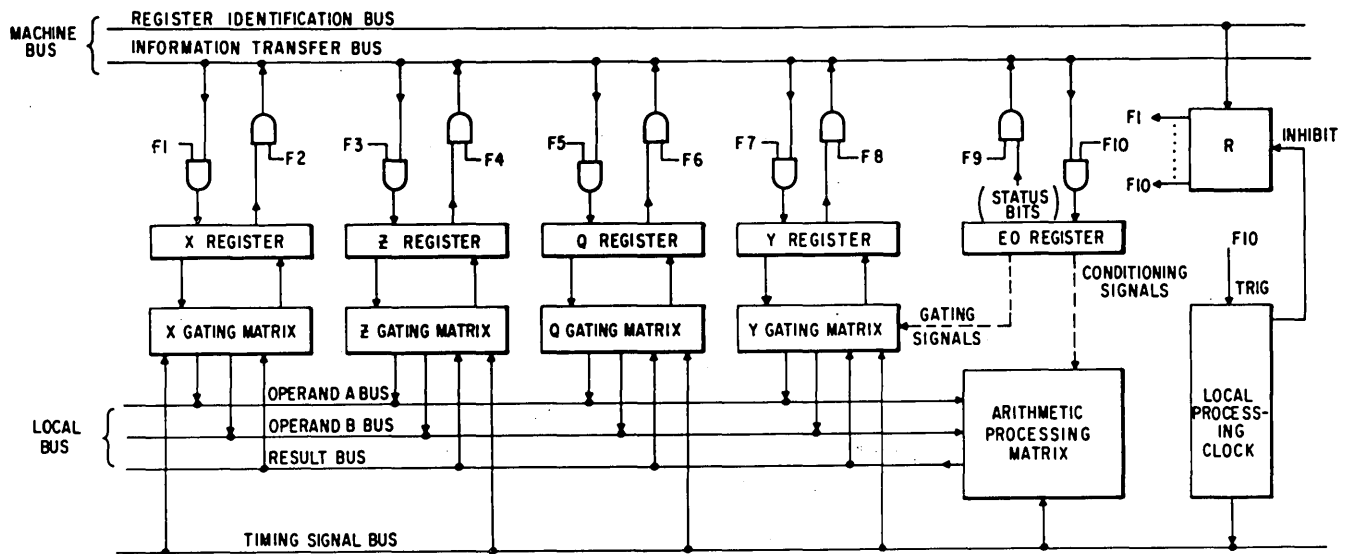 REGISTER IDENTIFICATION BUS
MACHINE
BUS
INFORMATION TRANSFER BUS
F1
F2
F3
F4
F5
F6
F7
F8
F9
F10
F1
F10
R
INHIBIT
(STATUS
BITS)
X REGISTER
Z REGISTER
Q REGISTER
Y REGISTER
EO REGISTER
F10
TRIG
CONDITIONING
SIGNALS
X GATING MATRIX
Z GATING MATRIX
Q GATING MATRIX
Y GATING MATRIX
GATING
SIGNALS
LOCAL
BUS
OPERAND A BUS
OPERAND B BUS
RESULT BUS
ARITHMETIC
PROCESSING
MATRIX
LOCAL
PROCESS-
ING
CLOCK
TIMING SIGNAL BUS